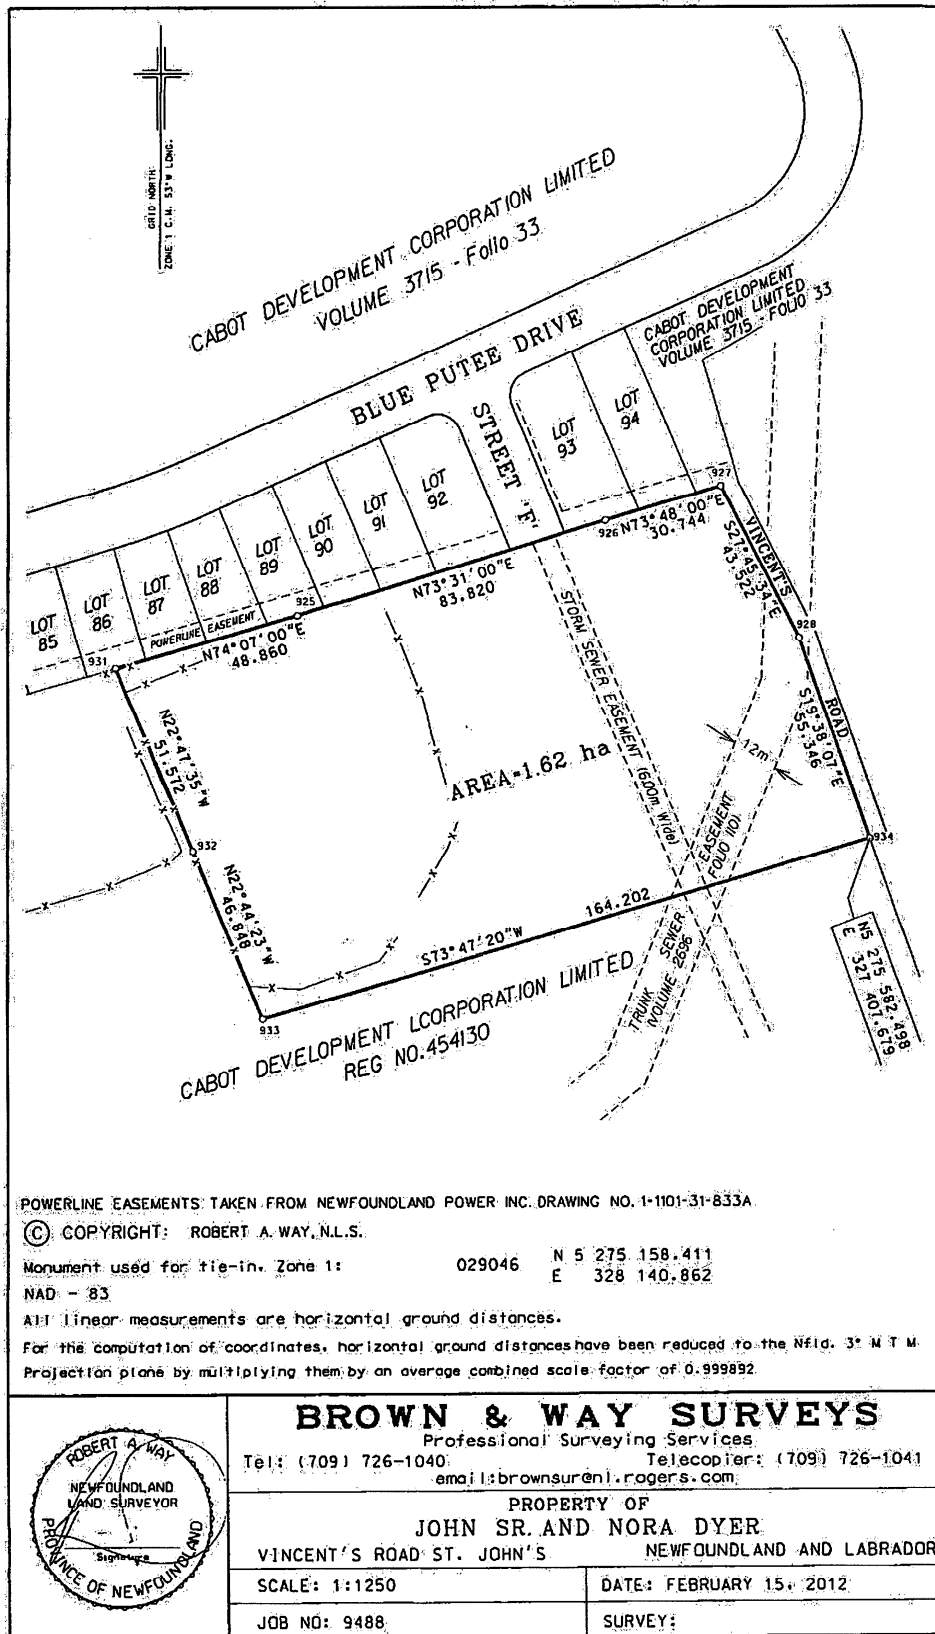 GRID NORTH
ZONE 1 C.M. 53°W LONG.
CABOT DEVELOPMENT CORPORATION LIMITED
VOLUME 3715 - Folio 33
BLUE PUTEE DRIVE
CABOT DEVELOPMENT
CORPORATION LIMITED
VOLUME 3715 - FOLIO 33
STREET 'F'
LOT
94
LOT
93
LOT
92
LOT
91
LOT
90
LOT
89
LOT
88
LOT
87
LOT
86
LOT
85
927
926
N73°48'00"E
30.744
VINCENT'S
ROAD
S27°45'34"E
43.522
925
N73°31'00"E
83.820
POWERLINE EASEMENT
N74°07'00"E
48.860
931
928
STORM SEWER EASEMENT (6.00m Wide)
S19°38'07"E
55.346
12m
N22°47'35"W
51.572
AREA=1.62 ha
932
934
EASEMENT
FOLIO 110)
N22°44'23"W
46.848
164.202
S73°47'20"W
TRUNK SEWER
(VOLUME 2696
N5 275 582.498
E 327 407.679
933
CABOT DEVELOPMENT LCORPORATION LIMITED
REG NO.454130
POWERLINE EASEMENTS TAKEN FROM NEWFOUNDLAND POWER INC. DRAWING NO. 1-1101-31-833A
© COPYRIGHT: ROBERT A. WAY, N.L.S.
Monument used for tie-in. Zone 1: 029046 N 5 275 158.411
E 328 140.862
NAD - 83
All linear measurements are horizontal ground distances.
For the computation of coordinates, horizontal ground distances have been reduced to the Nfld. 3° M T M
Projection plane by multiplying them by an average combined scale factor of 0.999892
ROBERT A. WAY
NEWFOUNDLAND
LAND SURVEYOR
Signature
PROVINCE OF NEWFOUNDLAND
BROWN & WAY SURVEYS
Professional Surveying Services
Tel: (709) 726-1040 Telecopier: (709) 726-1041
email:brownsur@nl.rogers.com
PROPERTY OF
JOHN SR. AND NORA DYER
VINCENT'S ROAD ST. JOHN'S NEWFOUNDLAND AND LABRADOR
SCALE: 1:1250 DATE: FEBRUARY 15, 2012
JOB NO: 9488 SURVEY: